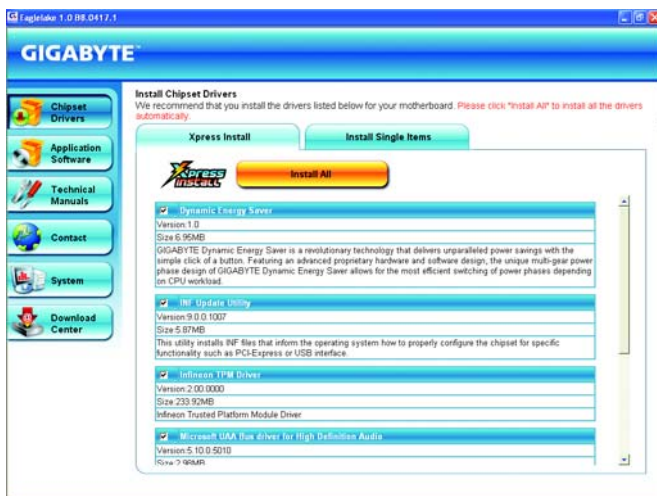 Eaglelake 1.0 B8.0417.1
GIGABYTE™
Chipset
Drivers
Application
Software
Technical
Manuals
Contact
System
Download
Center
Install Chipset Drivers
We recommend that you install the drivers listed below for your motherboard. Please click "Install All" to install all the drivers
automatically.
Xpress Install
Install Single Items
Xpress
Install
Install All
Dynamic Energy Saver
Version:1.0
Size:6.95MB
GIGABYTE Dynamic Energy Saver is a revolutionary technology that delivers unparalleled power savings with the
simple click of a button. Featuring an advanced proprietary hardware and software design, the unique multi-gear power
phase design of GIGABYTE Dynamic Energy Saver allows for the most efficient switching of power phases depending
on CPU workload.
INF Update Utility
Version:9.0.0.1007
Size:5.87MB
This utility installs INF files that inform the operating system how to properly configure the chipset for specific
functionality such as PCI-Express or USB interface.
Infineon TPM Driver
Version:2.00.0000
Size:233.92MB
Infineon Trusted Platform Module Driver
Microsoft UAA Bus driver for High Definition Audio
Version:5.10.0.5010
Size:2.98MB